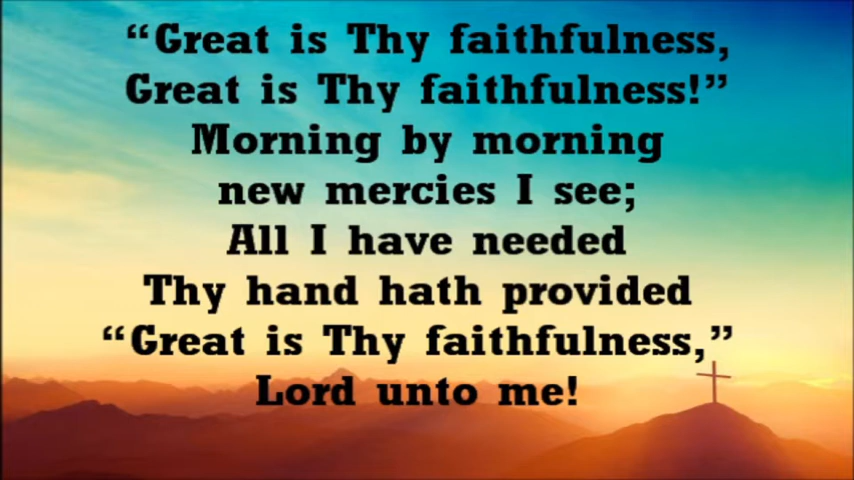 “Great is Thy faithfulness,
Great is Thy faithfulness!”
Morning by morning
new mercies I see;
All I have needed
Thy hand hath provided
“Great is Thy faithfulness,”
Lord unto me!